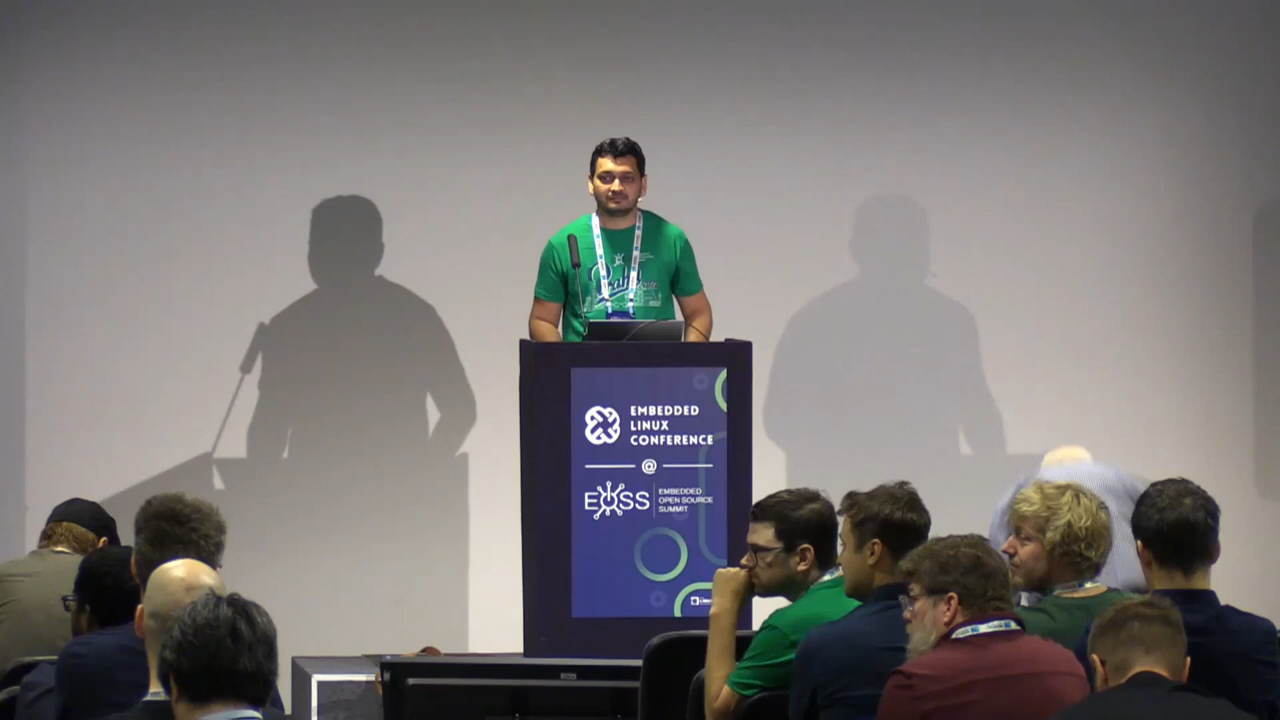 EMBEDDED
LINUX
CONFERENCE
@
EOSS
EMBEDDED
OPEN SOURCE
SUMMIT